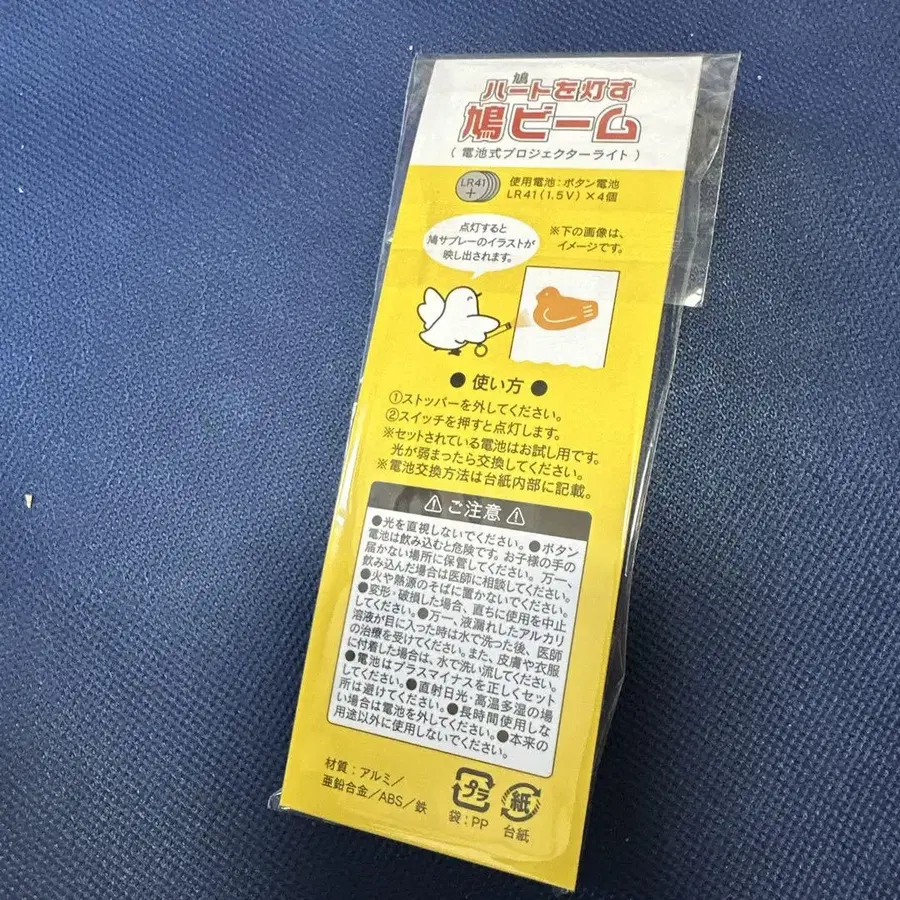 鳩
ハートを灯す
鳩ビーム
(電池式プロジェクターライト)
LR41
+
使用電池:ボタン電池
LR41(1.5V)×4個
点灯すると
鳩サブレーのイラストが
映し出されます。
※下の画像は、
イメージです。
● 使い方 ●
①ストッパーを外してください。
②スイッチを押すと点灯します。
※セットされている電池はお試し用です。
光が弱まったら交換してください。
※電池交換方法は台紙内部に記載。
⚠ ご注意 ⚠
●光を直視しないでください。●ボタン
電池は飲み込むと危険です。お子様の手の
届かない場所に保管してください。万一、
飲み込んだ場合は医師に相談してください。
●火や熱源のそばに置かないでください。
●変形・破損した場合、直ちに使用を中止
してください。●万一、液漏れしたアルカリ
溶液が目に入った時は水で洗った後、医師
の治療を受けてください。また、皮膚や衣服
に付着した場合は、水で洗い流してください。
●電池はプラスマイナスを正しくセット
してください。●直射日光・高温多湿の場
所は避けてください。●長時間使用しな
い場合は電池を外してください。●本来の
用途以外に使用しないでください。
材質:アルミ/
亜鉛合金/ABS/鉄
プラ
袋:PP
紙
台紙